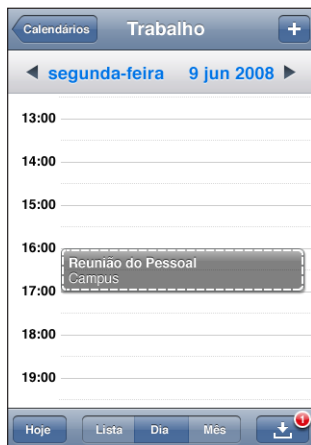 Calendários Trabalho +
segunda-feira 9 jun 2008
13:00
14:00
15:00
16:00
Reunião do Pessoal
Campus
17:00
18:00
19:00
Hoje Lista Dia Mês 1